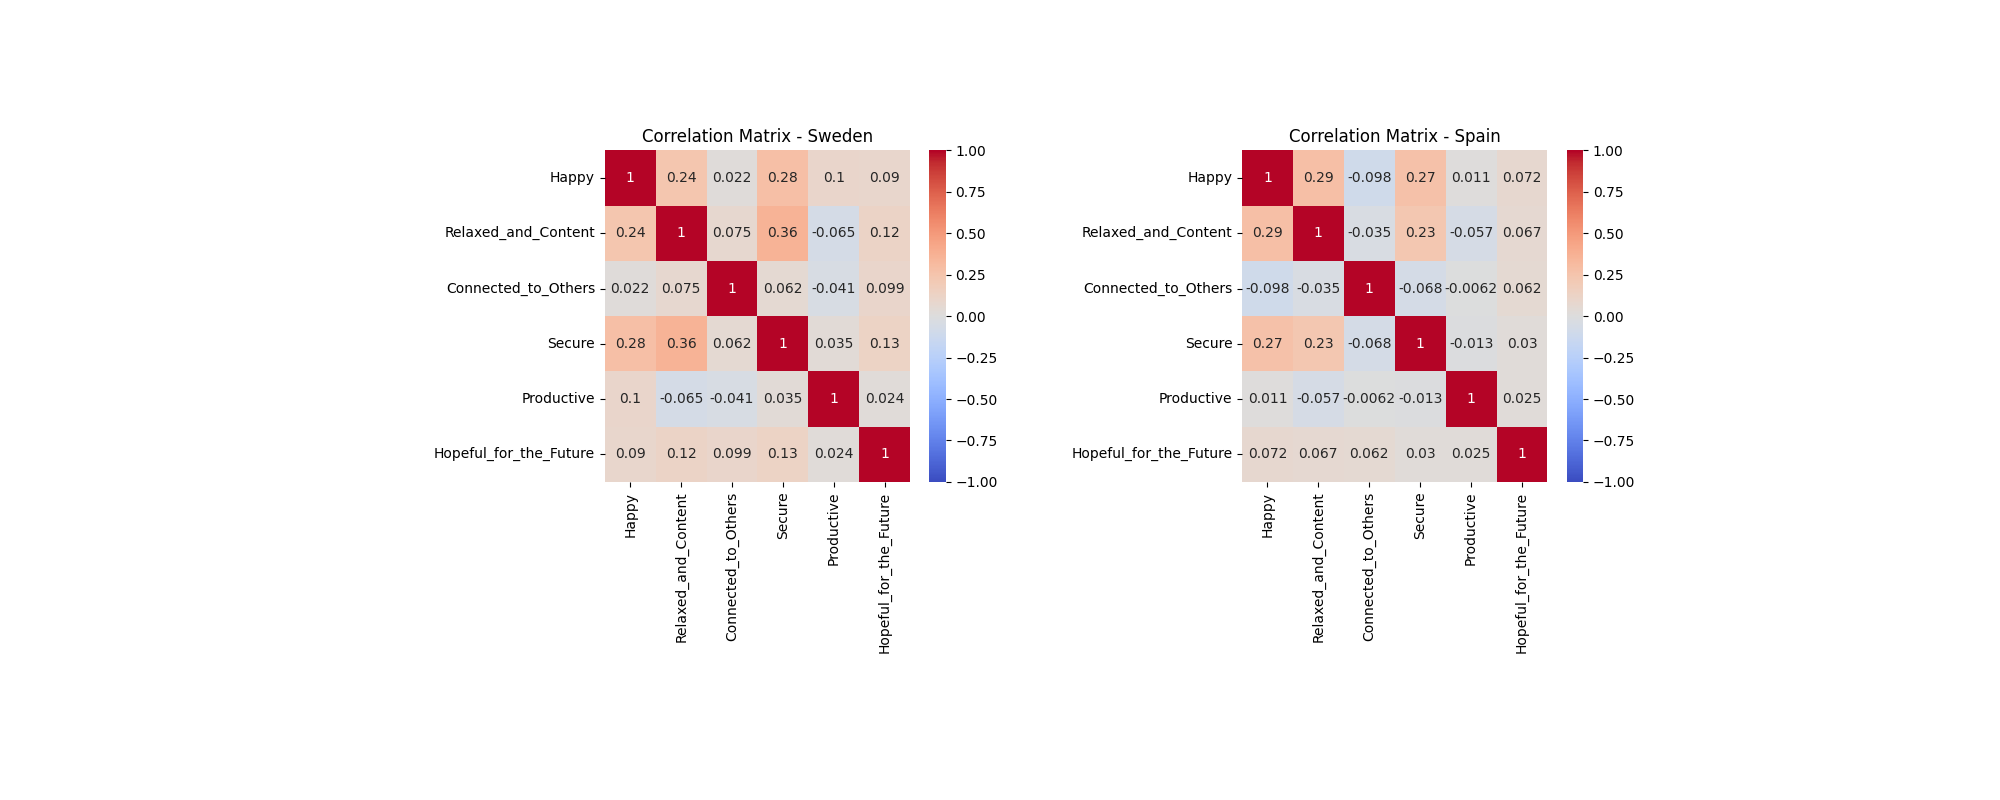 Correlation Matrix - Sweden
Happy 1 0.24 0.022 0.28 0.1 0.09
Relaxed_and_Content 0.24 1 0.075 0.36 -0.065 0.12
Connected_to_Others 0.022 0.075 1 0.062 -0.041 0.099
Secure 0.28 0.36 0.062 1 0.035 0.13
Productive 0.1 -0.065 -0.041 0.035 1 0.024
Hopeful_for_the_Future 0.09 0.12 0.099 0.13 0.024 1
Happy
Relaxed_and_Content
Connected_to_Others
Secure
Productive
Hopeful_for_the_Future
1.00
0.75
0.50
0.25
0.00
−0.25
−0.50
−0.75
−1.00
Correlation Matrix - Spain
Happy 1 0.29 -0.098 0.27 0.011 0.072
Relaxed_and_Content 0.29 1 -0.035 0.23 -0.057 0.067
Connected_to_Others -0.098 -0.035 1 -0.068 -0.0062 0.062
Secure 0.27 0.23 -0.068 1 -0.013 0.03
Productive 0.011 -0.057 -0.0062 -0.013 1 0.025
Hopeful_for_the_Future 0.072 0.067 0.062 0.03 0.025 1
Happy
Relaxed_and_Content
Connected_to_Others
Secure
Productive
Hopeful_for_the_Future
1.00
0.75
0.50
0.25
0.00
−0.25
−0.50
−0.75
−1.00